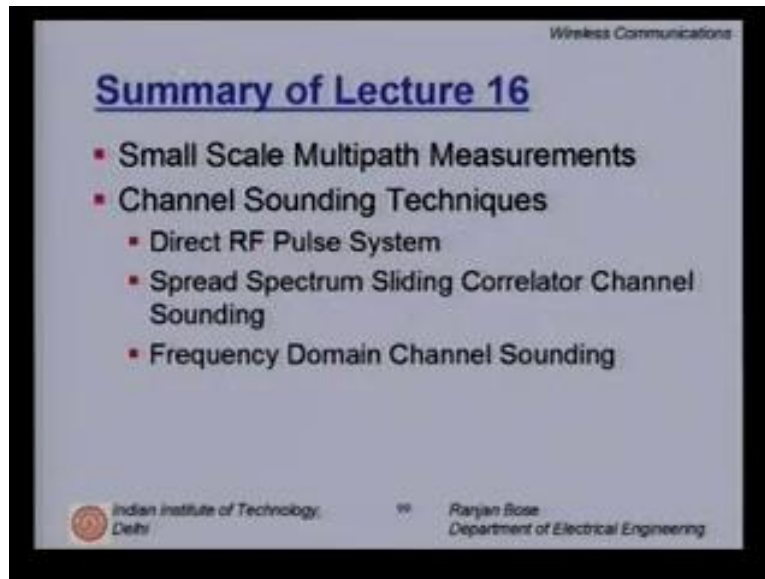 Wireless Communications
Summary of Lecture 16
Small Scale Multipath Measurements
Channel Sounding Techniques
Direct RF Pulse System
Spread Spectrum Sliding Correlator Channel
Sounding
Frequency Domain Channel Sounding
Indian Institute of Technology,
Delhi
Ranjan Bose
Department of Electrical Engineering